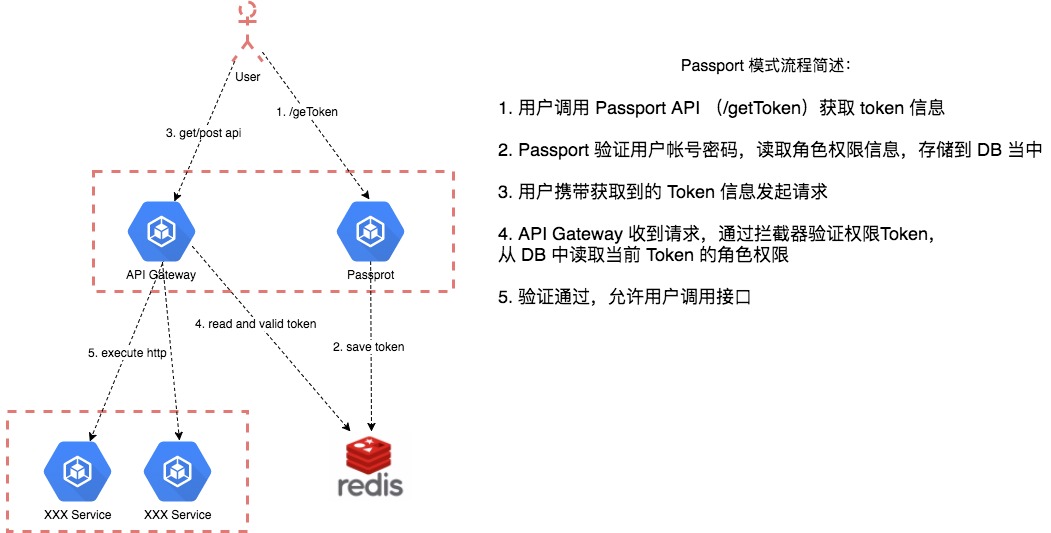 User
Passport 模式流程简述：
1. /geToken
1. 用户调用 Passport API （/getToken）获取 token 信息
3. get/post api
2. Passport 验证用户帐号密码，读取角色权限信息，存储到 DB 当中
3. 用户携带获取到的 Token 信息发起请求
4. API Gateway 收到请求，通过拦截器验证权限Token，
从 DB 中读取当前 Token 的角色权限
5. 验证通过，允许用户调用接口
API Gateway
Passprot
4. read and valid token
2. save token
5. execute http
redis
XXX Service
XXX Service